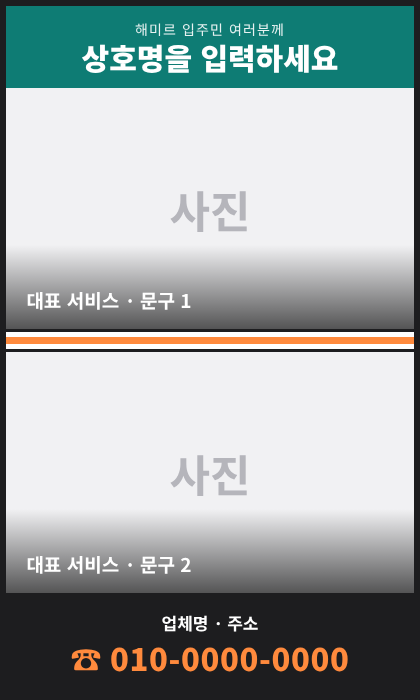 해미르 입주민 여러분께
상호명을 입력하세요
사진
대표 서비스 · 문구 1
사진
대표 서비스 · 문구 2
업체명 · 주소
☎ 010-0000-0000